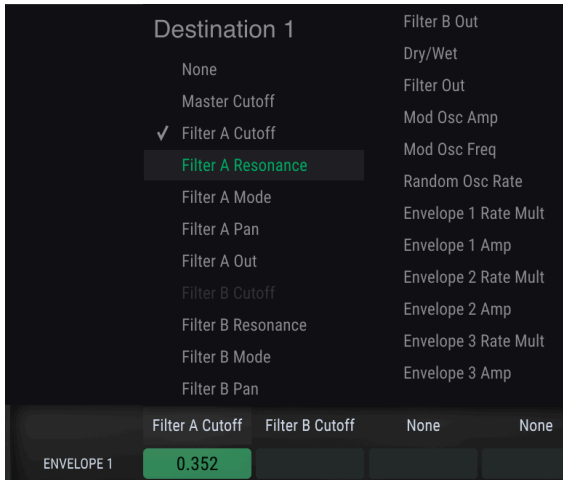 Destination 1
None
Master Cutoff
✓ Filter A Cutoff
Filter A Resonance
Filter A Mode
Filter A Pan
Filter A Out
Filter B Cutoff
Filter B Resonance
Filter B Mode
Filter B Pan
Filter B Out
Dry/Wet
Filter Out
Mod Osc Amp
Mod Osc Freq
Random Osc Rate
Envelope 1 Rate Mult
Envelope 1 Amp
Envelope 2 Rate Mult
Envelope 2 Amp
Envelope 3 Rate Mult
Envelope 3 Amp
Filter A Cutoff Filter B Cutoff None None
ENVELOPE 1 0.352